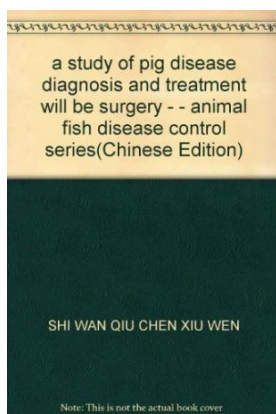 a study of pig disease
diagnosis and treatment
will be surgery - - animal
fish disease control
series(Chinese Edition)
SHI WAN QIU CHEN XIU WEN
Note: This is not the actual book cover